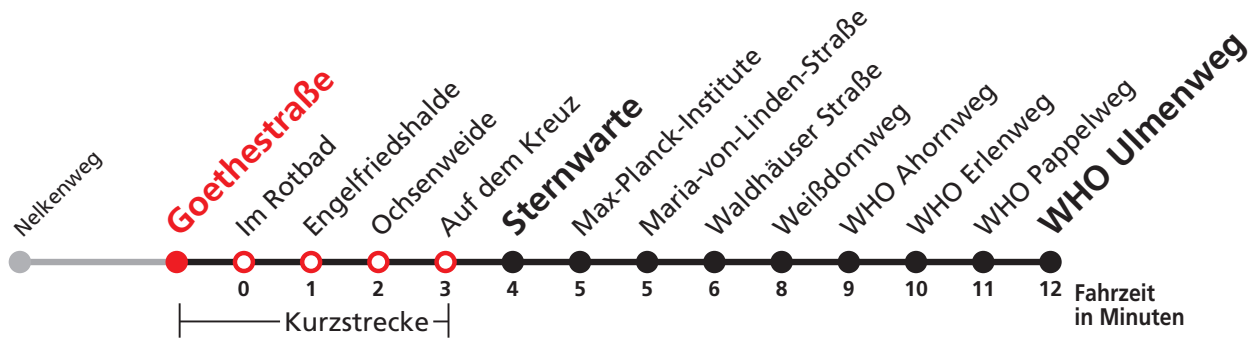 Nelkenweg
Goethestraße
Im Rotbad
Engelfriedshalde
Ochsenweide
Auf dem Kreuz
Sternwarte
Max-Planck-Institute
Maria-von-Linden-Straße
Waldhäuser Straße
Weißdornweg
WHO Ahornweg
WHO Erlenweg
WHO Pappelweg
WHO Ulmenweg
0 1 2 3 4 5 5 6 8 9 10 11 12 Fahrzeit
in Minuten
Kurzstrecke